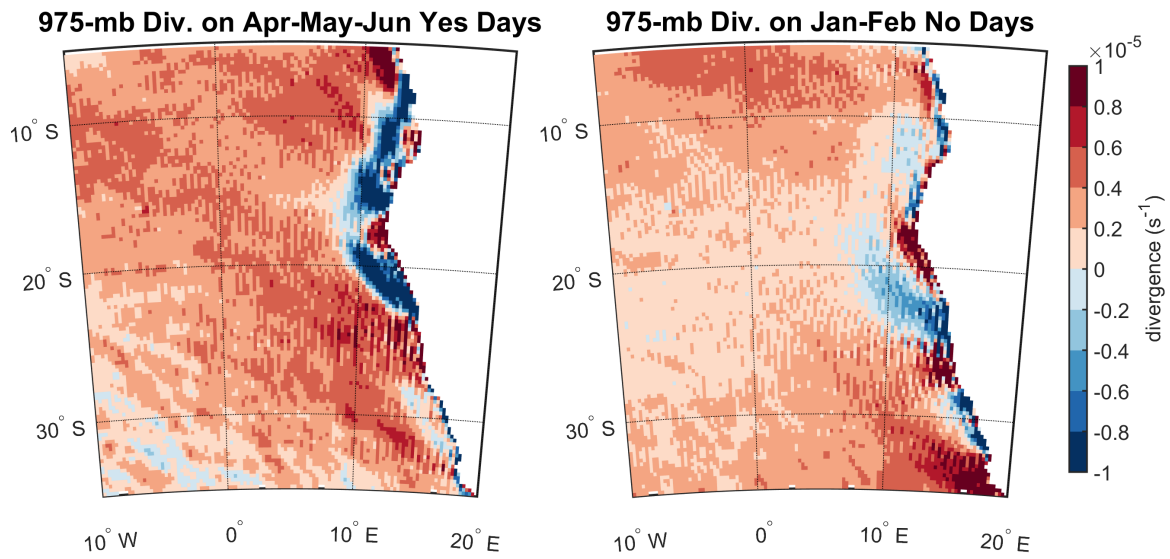 975-mb Div. on Apr-May-Jun Yes Days
975-mb Div. on Jan-Feb No Days
10° S
20° S
30° S
10° W
0°
10° E
20° E
10° S
20° S
30° S
10° W
0°
10° E
20° E
×10⁻⁵
1
0.8
0.6
0.4
0.2
0
-0.2
-0.4
-0.6
-0.8
-1
divergence (s⁻¹)